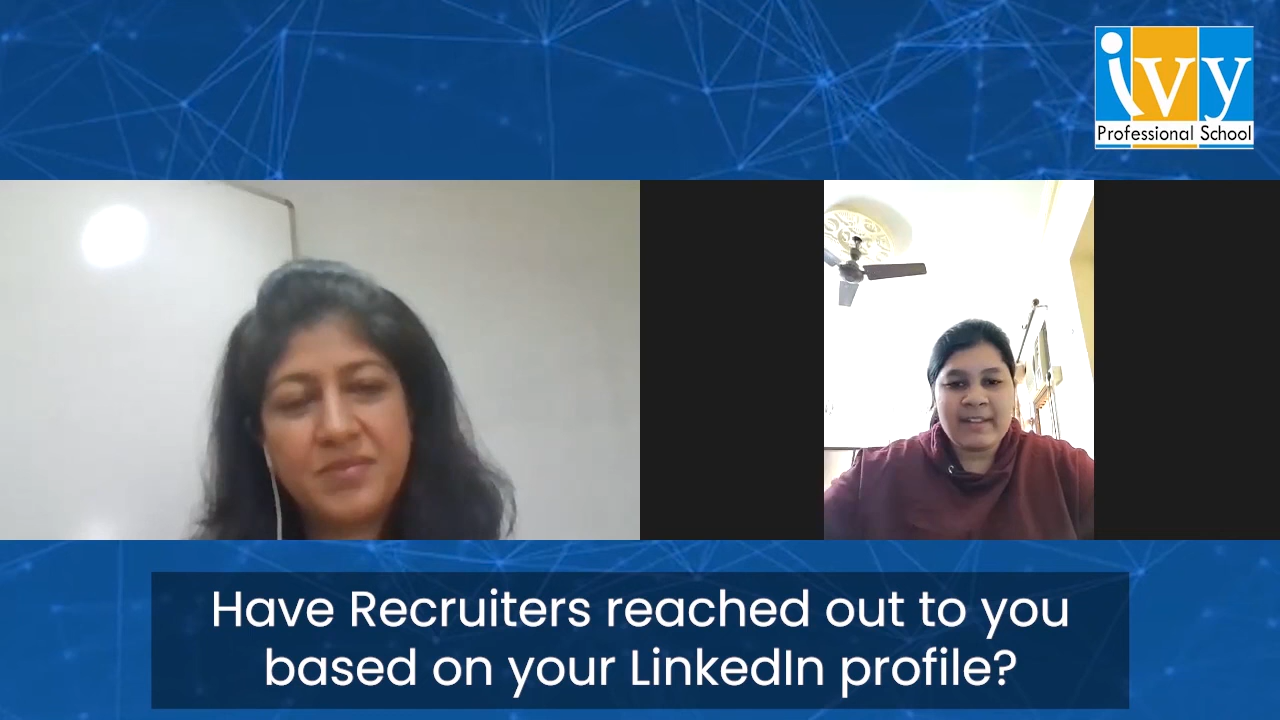 ivy
Professional School
Have Recruiters reached out to you
based on your LinkedIn profile?